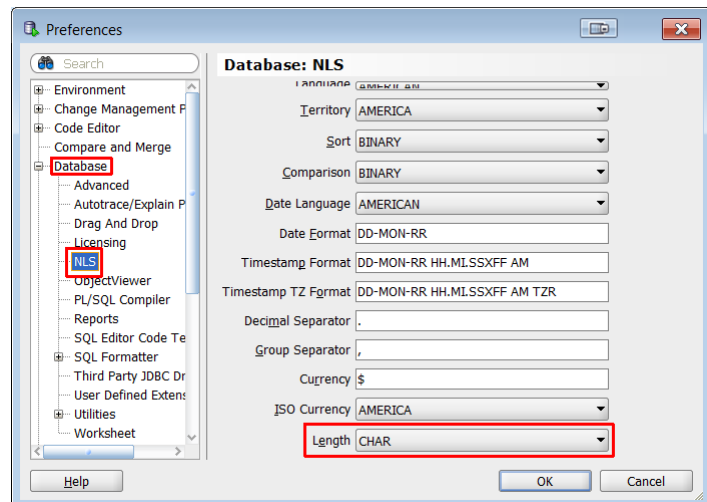 Preferences
Search
Environment
Change Management P
Code Editor
Compare and Merge
Database
Advanced
Autotrace/Explain P
Drag And Drop
Licensing
NLS
ObjectViewer
PL/SQL Compiler
Reports
SQL Editor Code Te
SQL Formatter
Third Party JDBC Dr
User Defined Extens
Utilities
Worksheet
Database: NLS
Language AMERICAN
Territory AMERICA
Sort BINARY
Comparison BINARY
Date Language AMERICAN
Date Format DD-MON-RR
Timestamp Format DD-MON-RR HH.MI.SSXFF AM
Timestamp TZ Format DD-MON-RR HH.MI.SSXFF AM TZR
Decimal Separator .
Group Separator ,
Currency $
ISO Currency AMERICA
Length CHAR
Help
OK Cancel